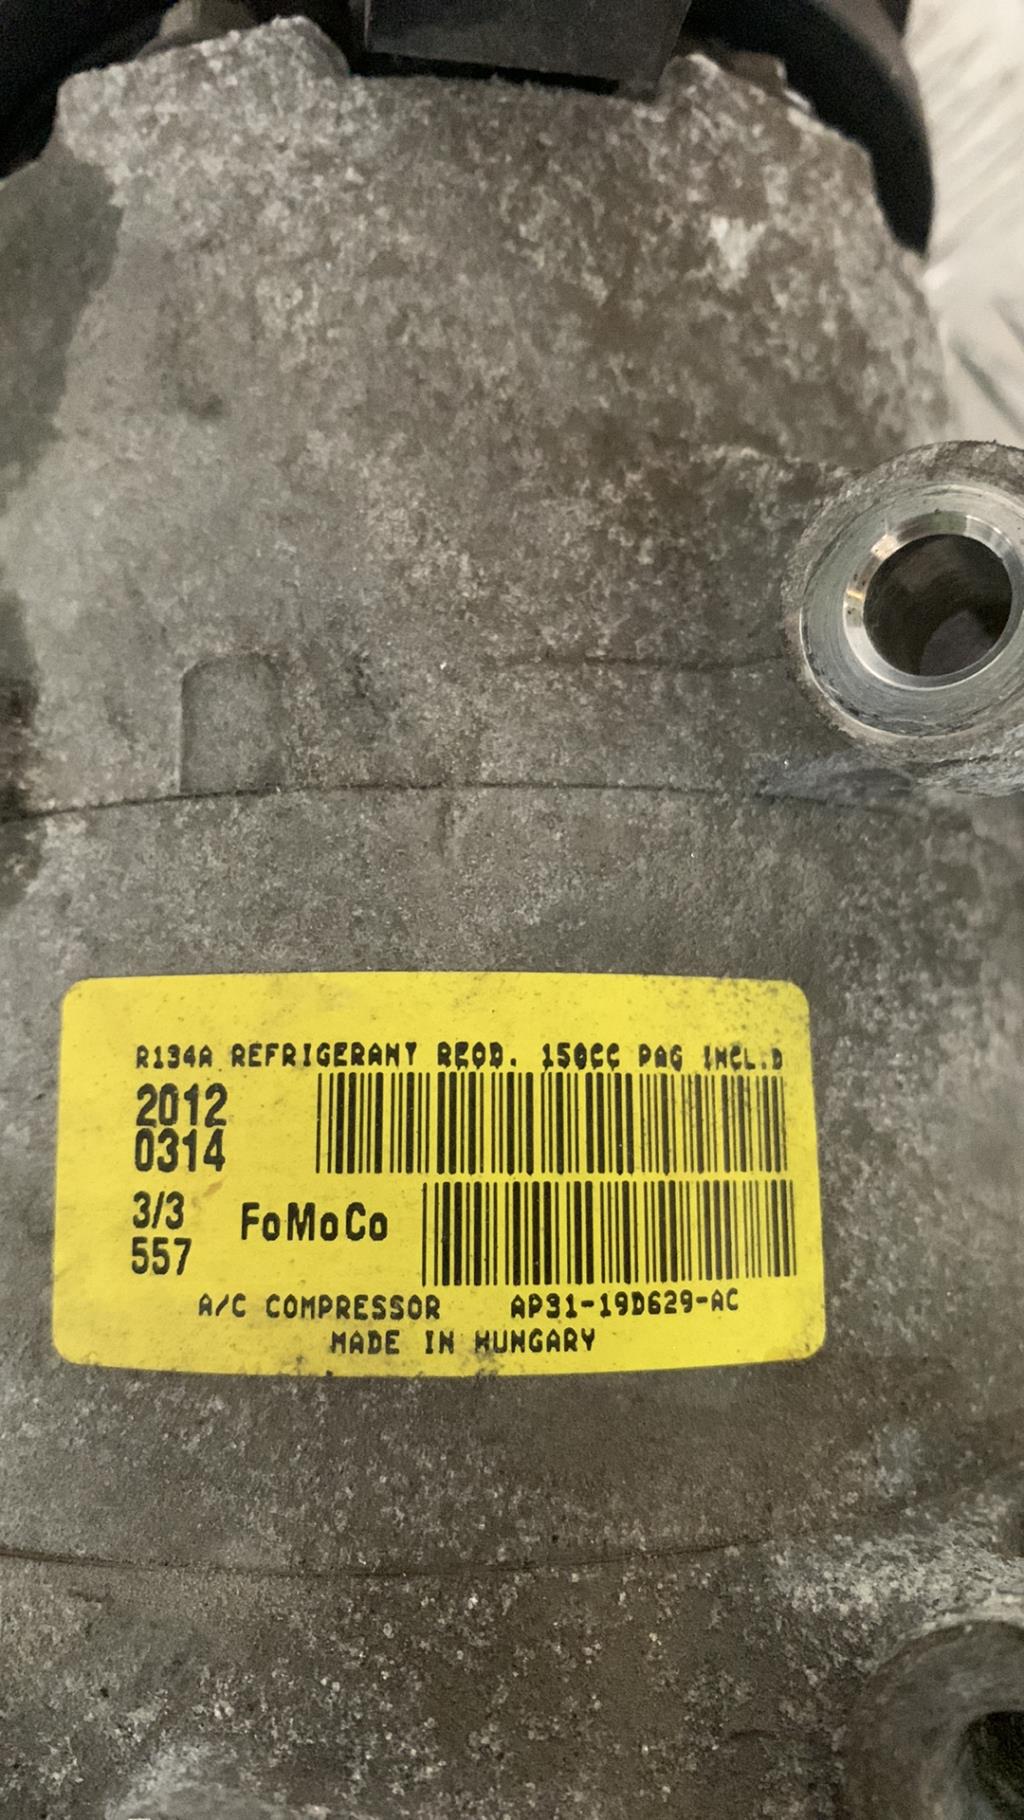 R134A REFRIGERANT REQD. 150CC PAG INCL.D
2012
0314
3/3
557
FoMoCo
A/C COMPRESSOR AP31-19D629-AC
MADE IN HUNGARY